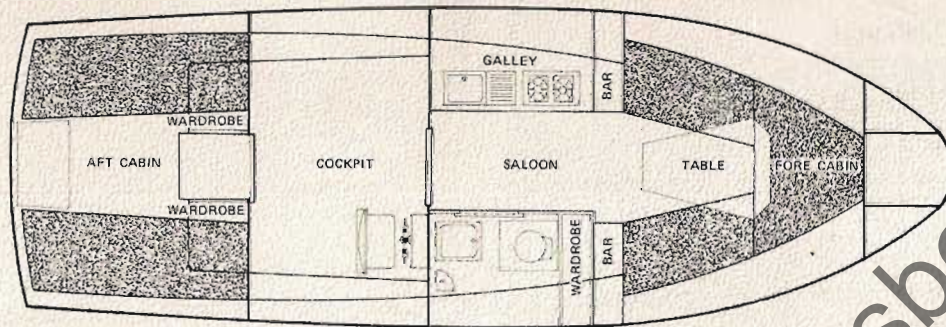 GALLEY
BAR
WARDROBE
AFT CABIN
COCKPIT
SALOON
TABLE
FORE CABIN
WARDROBE
WARDROBE
BAR